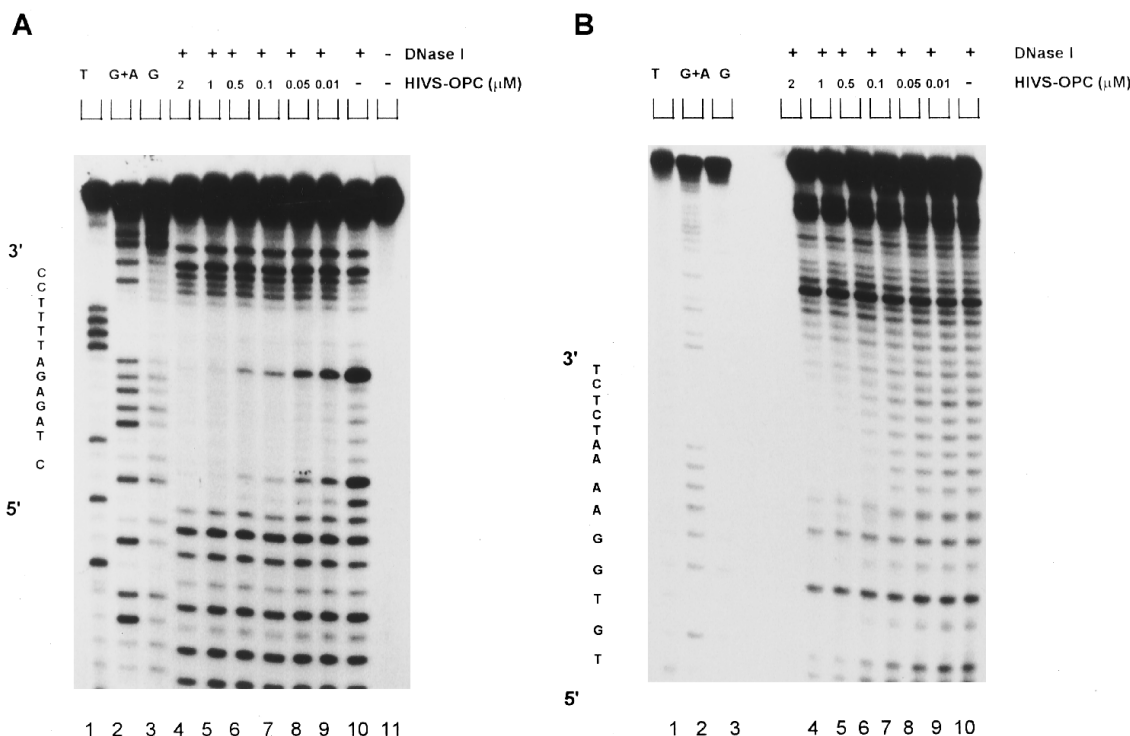 A
+ + + + + + + - DNase I
T G+A G 2 1 0.5 0.1 0.05 0.01 - - HIVS-OPC (μM)
3'
C
C
T
T
T
T
A
G
A
G
A
T
C
5'
1 2 3 4 5 6 7 8 9 10 11
B
+ + + + + + + DNase I
T G+A G 2 1 0.5 0.1 0.05 0.01 - HIVS-OPC (μM)
3'
T
C
T
C
T
A
A
A
A
G
G
T
G
T
5'
1 2 3 4 5 6 7 8 9 10